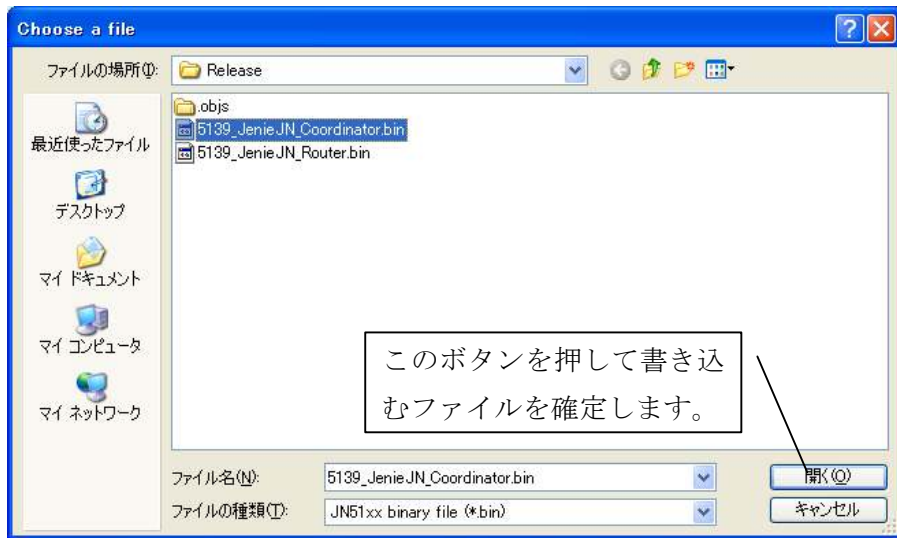 Choose a file
ファイルの場所(I):
Release
.objs
5139_JenieJN_Coordinator.bin
5139_JenieJN_Router.bin
最近使ったファイル
デスクトップ
マイ ドキュメント
マイ コンピュータ
マイ ネットワーク
このボタンを押して書き込
むファイルを確定します。
ファイル名(N):
5139_JenieJN_Coordinator.bin
開く(O)
ファイルの種類(T):
JN51xx binary file (*.bin)
キャンセル